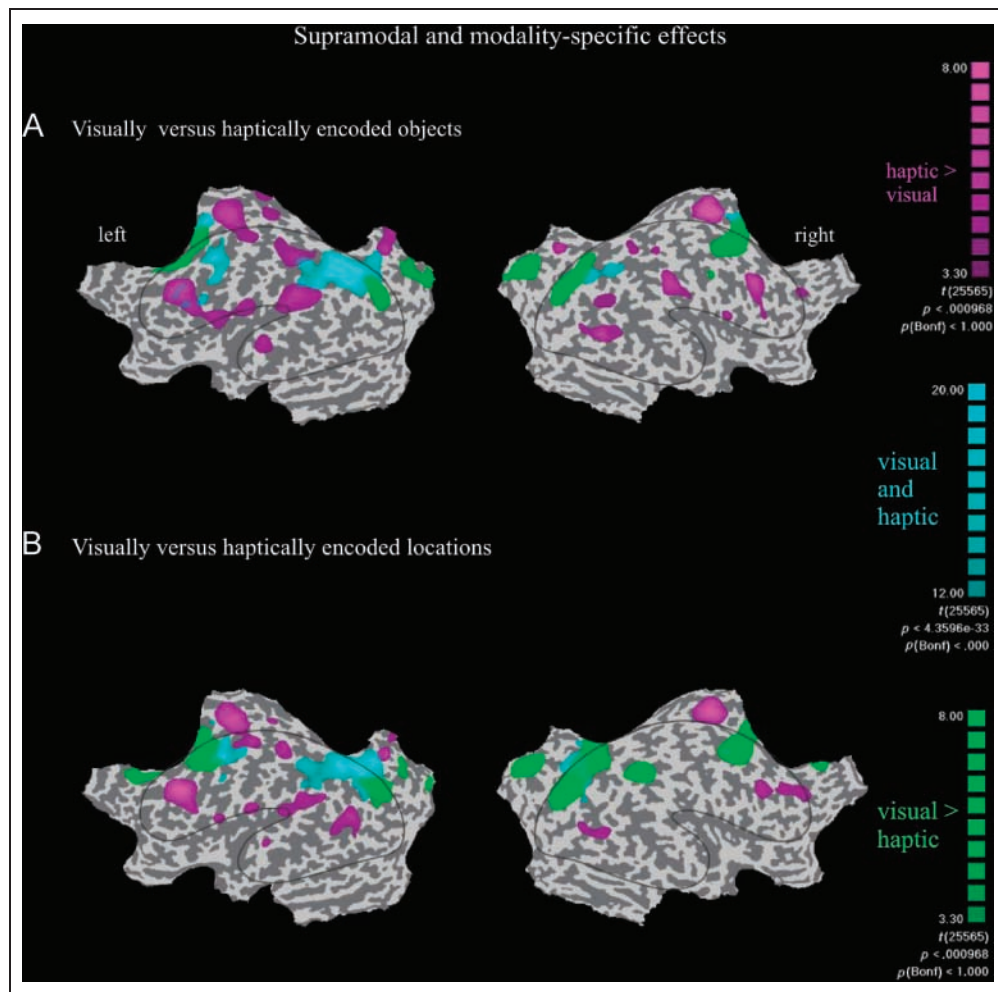 Supramodal and modality-specific effects
A Visually versus haptically encoded objects
left
right
8.00
haptic >
visual
3.30
t(25565)
p < .000968
p(Bonf) < 1.000
20.00
visual
and
haptic
12.00
t(25565)
p < 4.3596e-33
p(Bonf) < .000
B Visually versus haptically encoded locations
8.00
visual >
haptic
3.30
t(25565)
p < .000968
p(Bonf) < 1.000